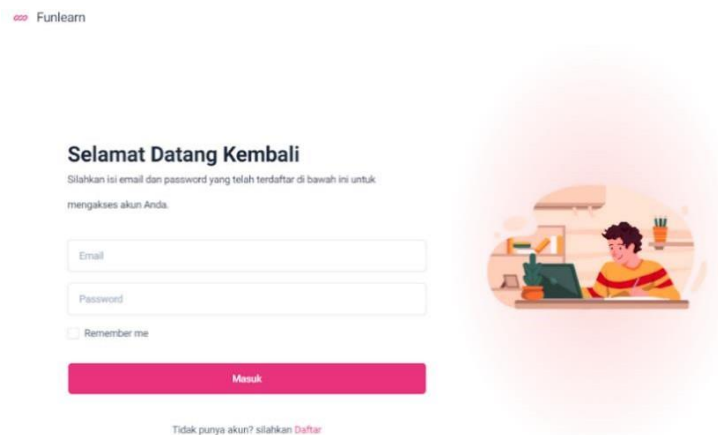 Funlearn
Selamat Datang Kembali
Silahkan isi email dan password yang telah terdaftar di bawah ini untuk
mengakses akun Anda.
Email
Password
Remember me
Masuk
Tidak punya akun? silahkan Daftar